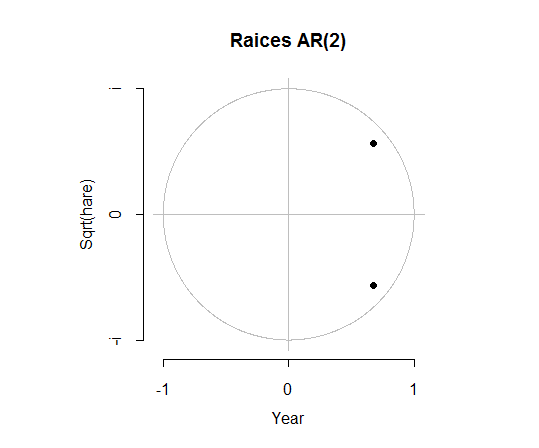 Raices AR(2)
i
0
-i
Sqrt(hare)
-1 0 1
Year